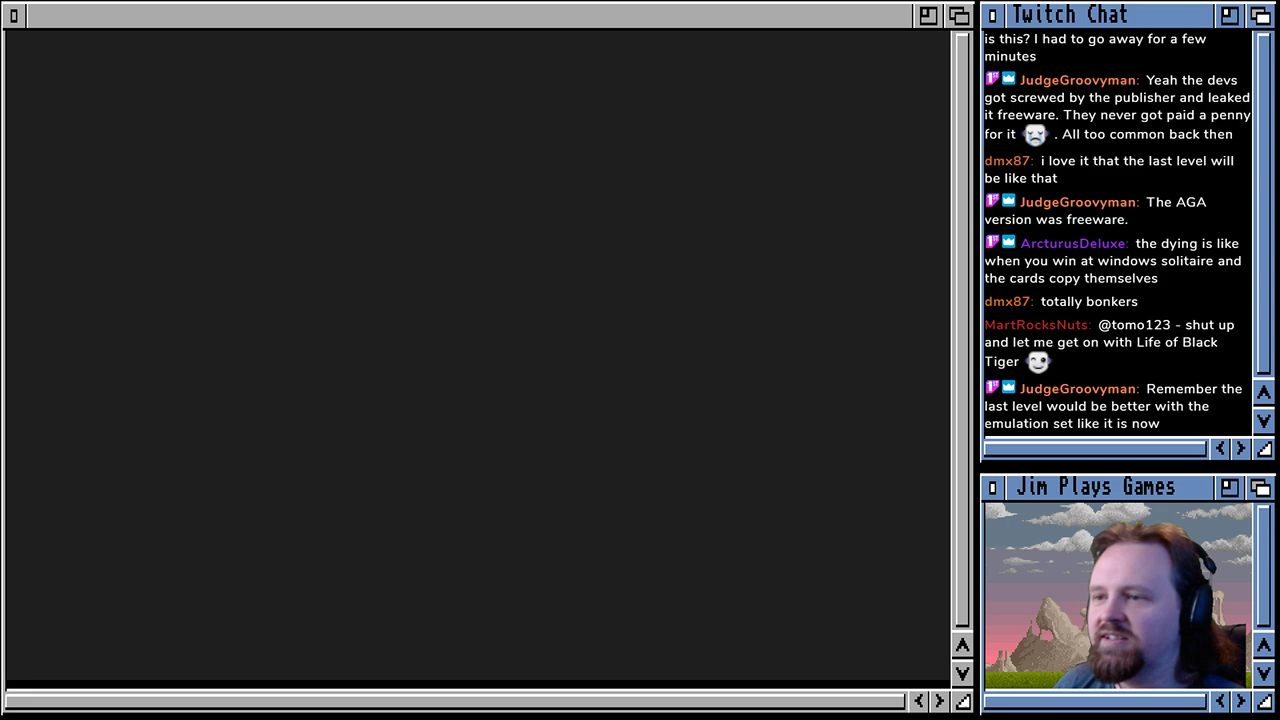 Twitch Chat
is this? I had to go away for a few
minutes
JudgeGroovyman: Yeah the devs
got screwed by the publisher and leaked
it freeware. They never got paid a penny
for it . All too common back then
dmx87: i love it that the last level will
be like that
JudgeGroovyman: The AGA
version was freeware.
ArcturusDeluxe: the dying is like
when you win at windows solitaire and
the cards copy themselves
dmx87: totally bonkers
MartRocksNuts: @tomo123 - shut up
and let me get on with Life of Black
Tiger
JudgeGroovyman: Remember the
last level would be better with the
emulation set like it is now
Jim Plays Games